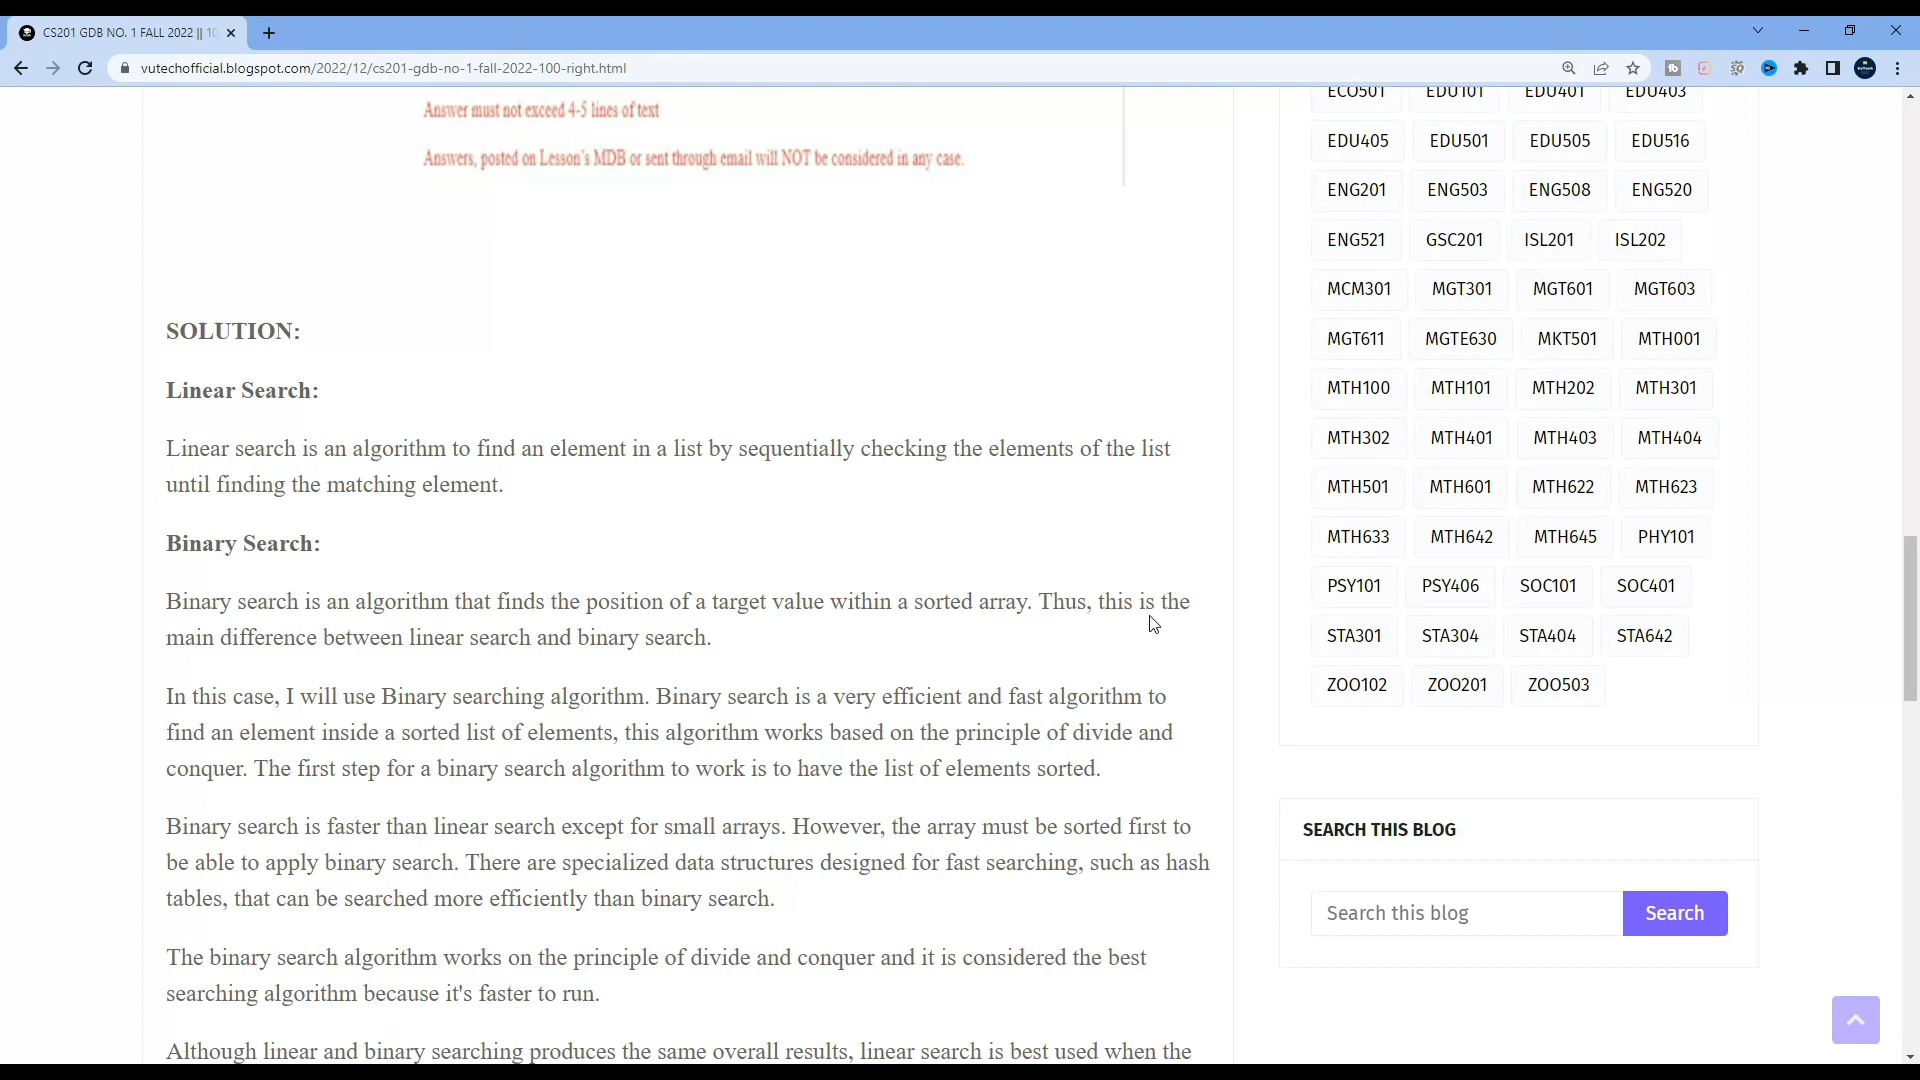 CS201 GDB NO. 1 FALL 2022 || 10
vutechofficial.blogspot.com/2022/12/cs201-gdb-no-1-fall-2022-100-right.html
Answer must not exceed 4-5 lines of text
Answers, posted on Lesson's MDB or sent through email will NOT be considered in any case.
SOLUTION:
Linear Search:
Linear search is an algorithm to find an element in a list by sequentially checking the elements of the list
until finding the matching element.
Binary Search:
Binary search is an algorithm that finds the position of a target value within a sorted array. Thus, this is the
main difference between linear search and binary search.
In this case, I will use Binary searching algorithm. Binary search is a very efficient and fast algorithm to
find an element inside a sorted list of elements, this algorithm works based on the principle of divide and
conquer. The first step for a binary search algorithm to work is to have the list of elements sorted.
Binary search is faster than linear search except for small arrays. However, the array must be sorted first to
be able to apply binary search. There are specialized data structures designed for fast searching, such as hash
tables, that can be searched more efficiently than binary search.
The binary search algorithm works on the principle of divide and conquer and it is considered the best
searching algorithm because it's faster to run.
Although linear and binary searching produces the same overall results, linear search is best used when the
ECO501 EDU101 EDU401 EDU403
EDU405 EDU501 EDU505 EDU516
ENG201 ENG503 ENG508 ENG520
ENG521 GSC201 ISL201 ISL202
MCM301 MGT301 MGT601 MGT603
MGT611 MGTE630 MKT501 MTH001
MTH100 MTH101 MTH202 MTH301
MTH302 MTH401 MTH403 MTH404
MTH501 MTH601 MTH622 MTH623
MTH633 MTH642 MTH645 PHY101
PSY101 PSY406 SOC101 SOC401
STA301 STA304 STA404 STA642
ZOO102 ZOO201 ZOO503
SEARCH THIS BLOG
Search this blog Search